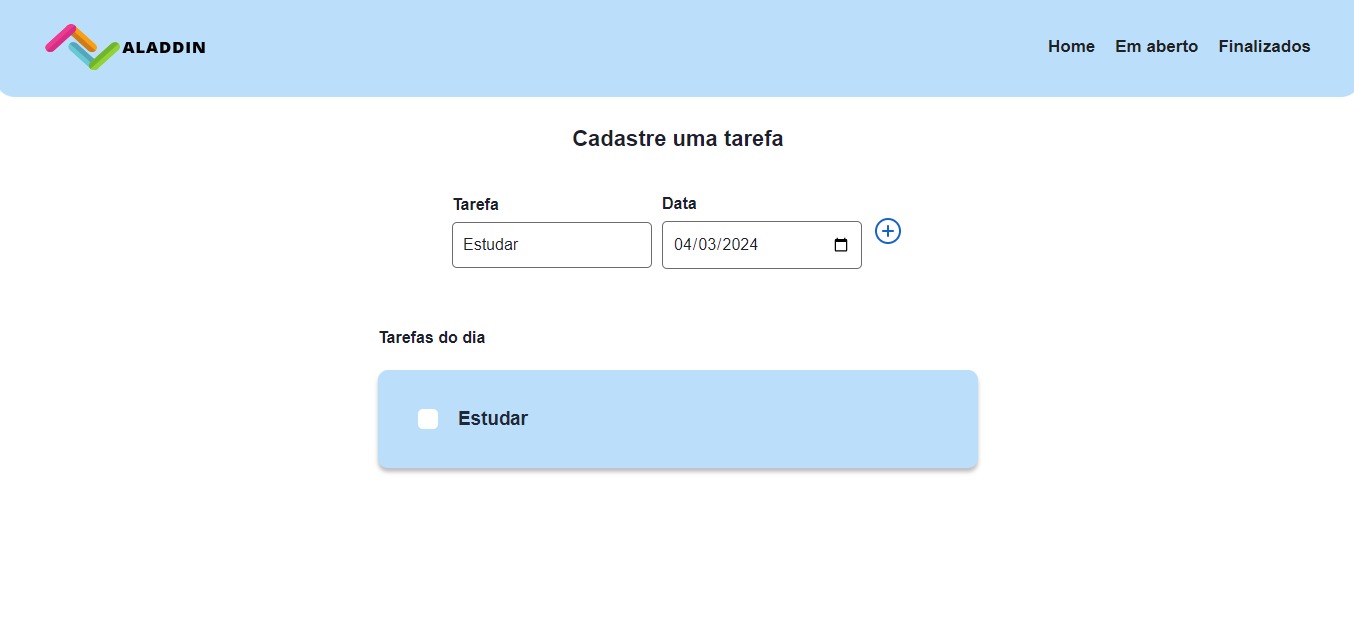 ALADDIN
Home Em aberto Finalizados
Cadastre uma tarefa
Tarefa Data
Estudar 04/03/2024
Tarefas do dia
Estudar